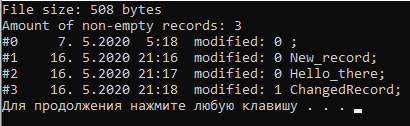 File size: 508 bytes
Amount of non-empty records: 3
#0     7. 5.2020  5:18  modified: 0 ;
#1    16. 5.2020 21:16  modified: 0 New_record;
#2    16. 5.2020 21:17  modified: 0 Hello_there;
#3    16. 5.2020 21:18  modified: 1 ChangedRecord;
Для продолжения нажмите любую клавишу . . .